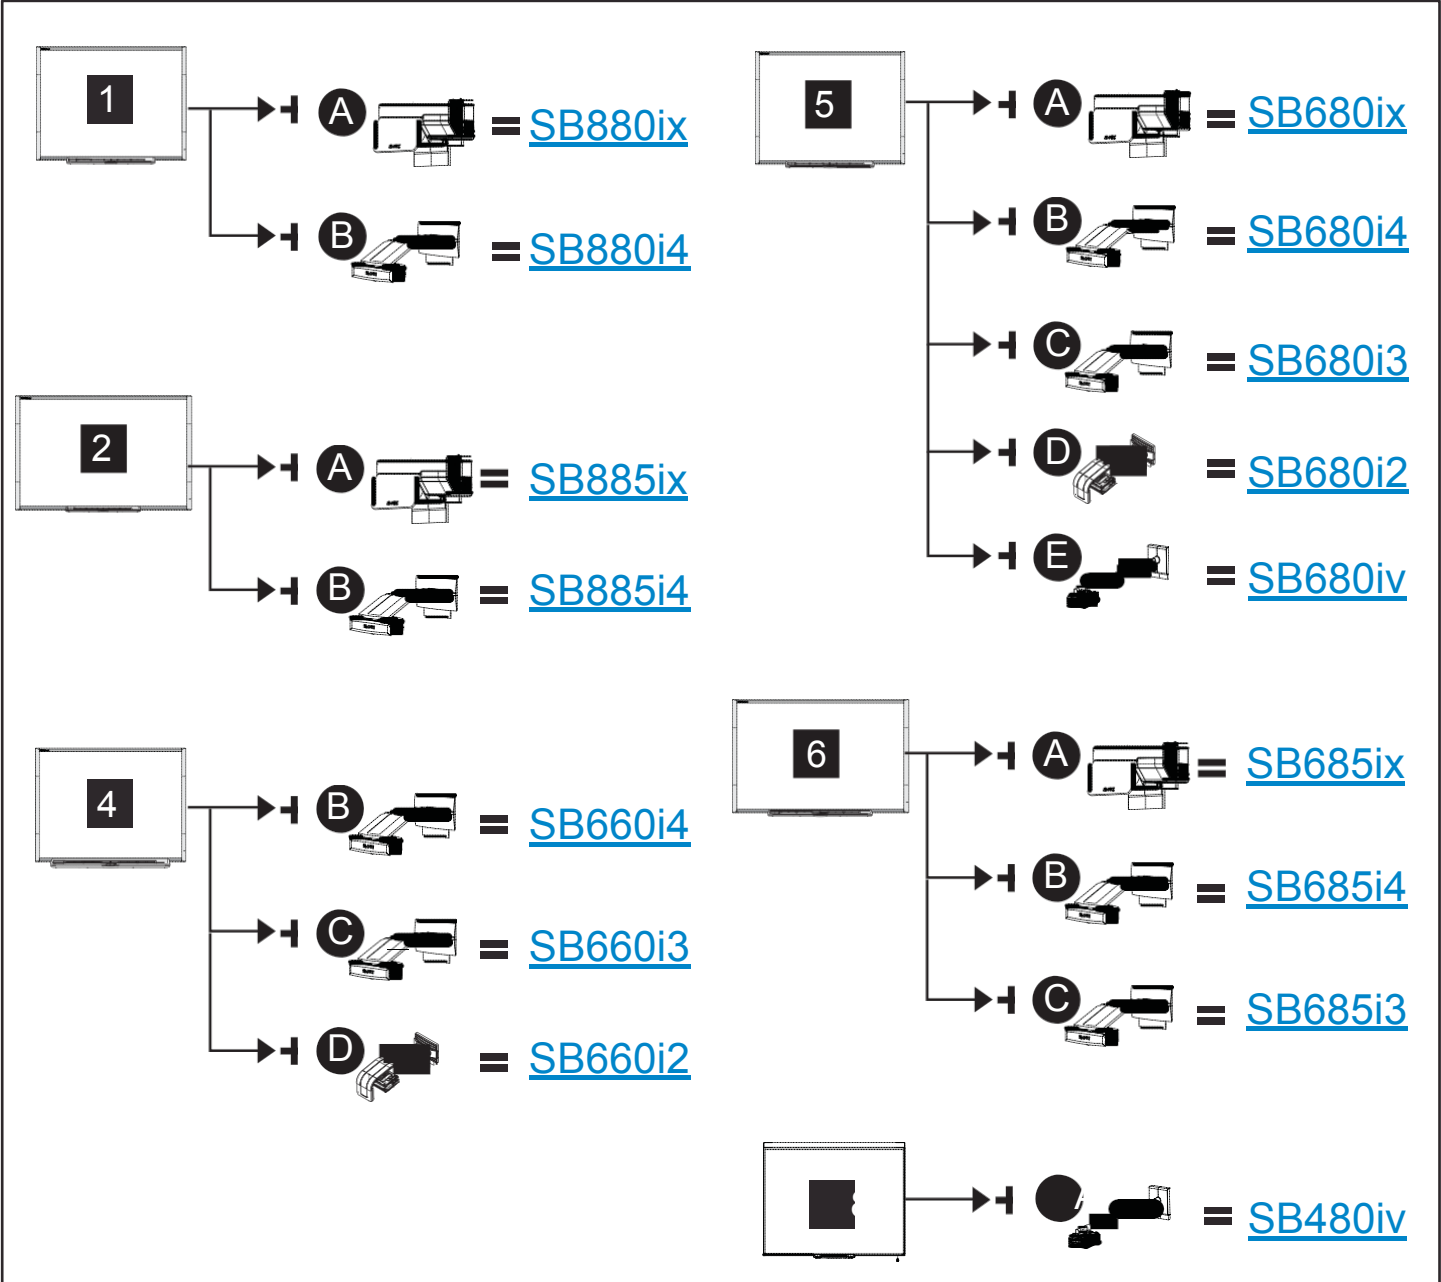 1
A = SB880ix
B = SB880i4
2
A = SB885ix
B = SB885i4
4
B = SB660i4
C = SB660i3
D = SB660i2
5
A = SB680ix
B = SB680i4
C = SB680i3
D = SB680i2
E = SB680iv
6
A = SB685ix
B = SB685i4
C = SB685i3
= SB480iv